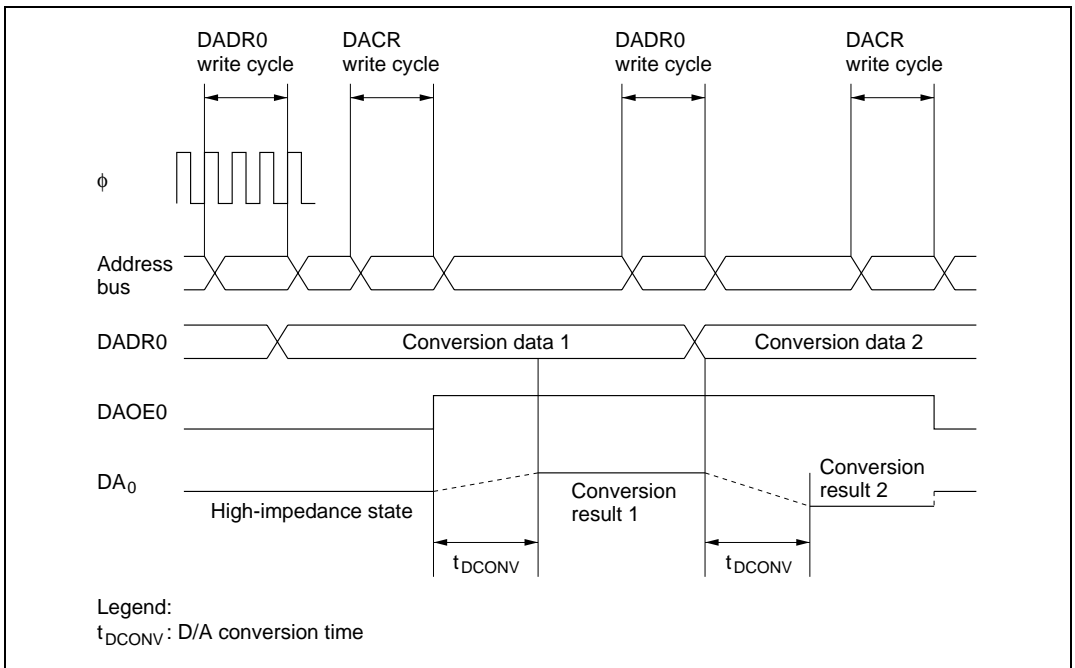 DADR0
write cycle
DACR
write cycle
DADR0
write cycle
DACR
write cycle
ϕ
Address
bus
DADR0
Conversion data 1
Conversion data 2
DAOE0
DA0
High-impedance state
Conversion
result 1
Conversion
result 2
tDCONV
tDCONV
Legend:
tDCONV: D/A conversion time